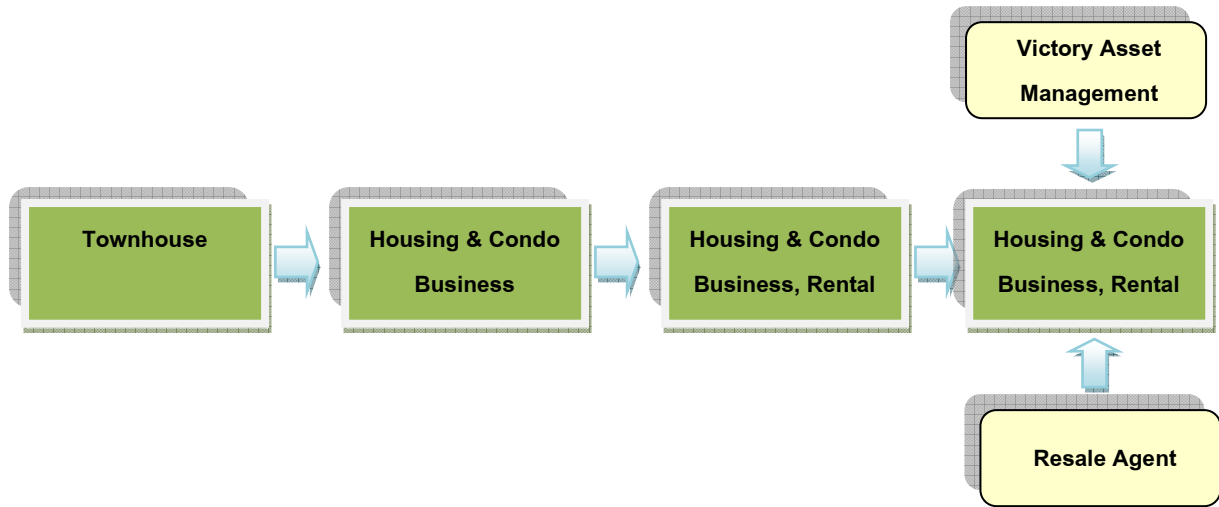 Victory Asset
Management
Townhouse
Housing & Condo
Business
Housing & Condo
Business, Rental
Housing & Condo
Business, Rental
Resale Agent